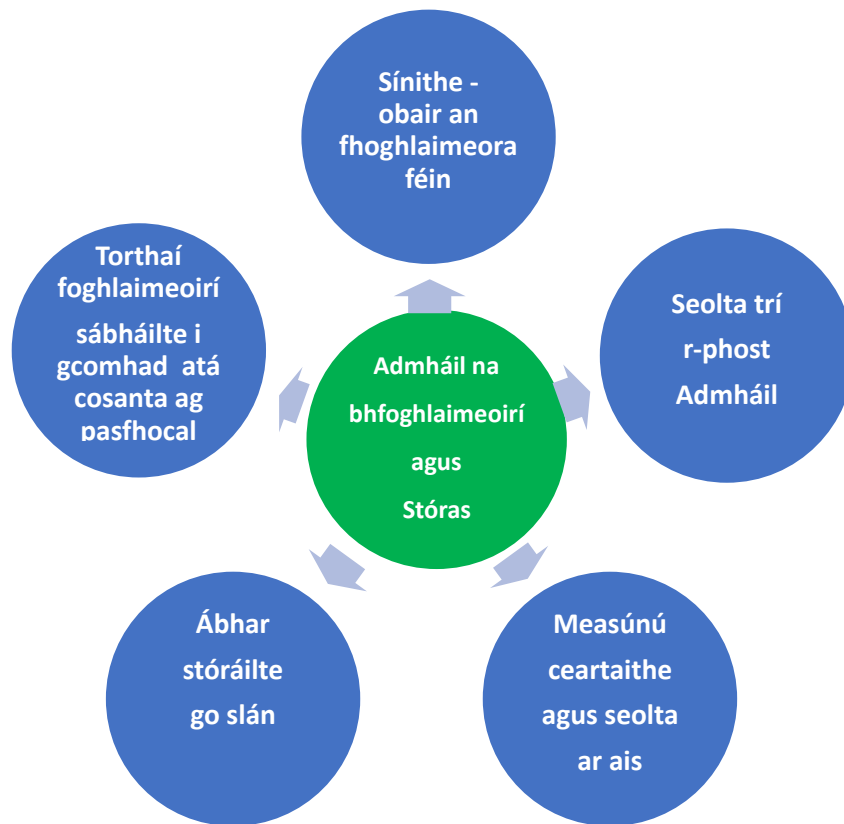 Sínithe -
obair an
fhoghlaimeora
féin
Seolta trí
r-phost
Admháil
Measúnú
ceartaithe
agus seolta
ar ais
Ábhar
stóráilte
go slán
Torthaí
foghlaimeoirí
sábháilte i
gcomhad atá
cosanta ag
pasfhocal
Admháil na
bhfoghlaimeoirí
agus
Stóras